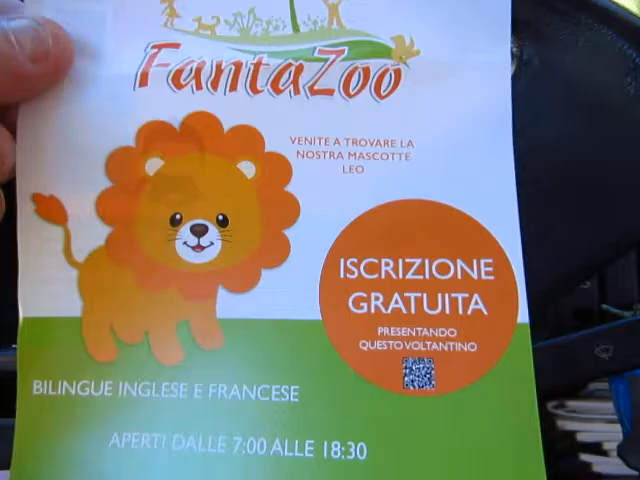 FantaZoo
VENITE A TROVARE LA
NOSTRA MASCOTTE
LEO
ISCRIZIONE
GRATUITA
PRESENTANDO
QUESTO VOLTANTINO
BILINGUE INGLESE E FRANCESE
APERTI DALLE 7:00 ALLE 18:30